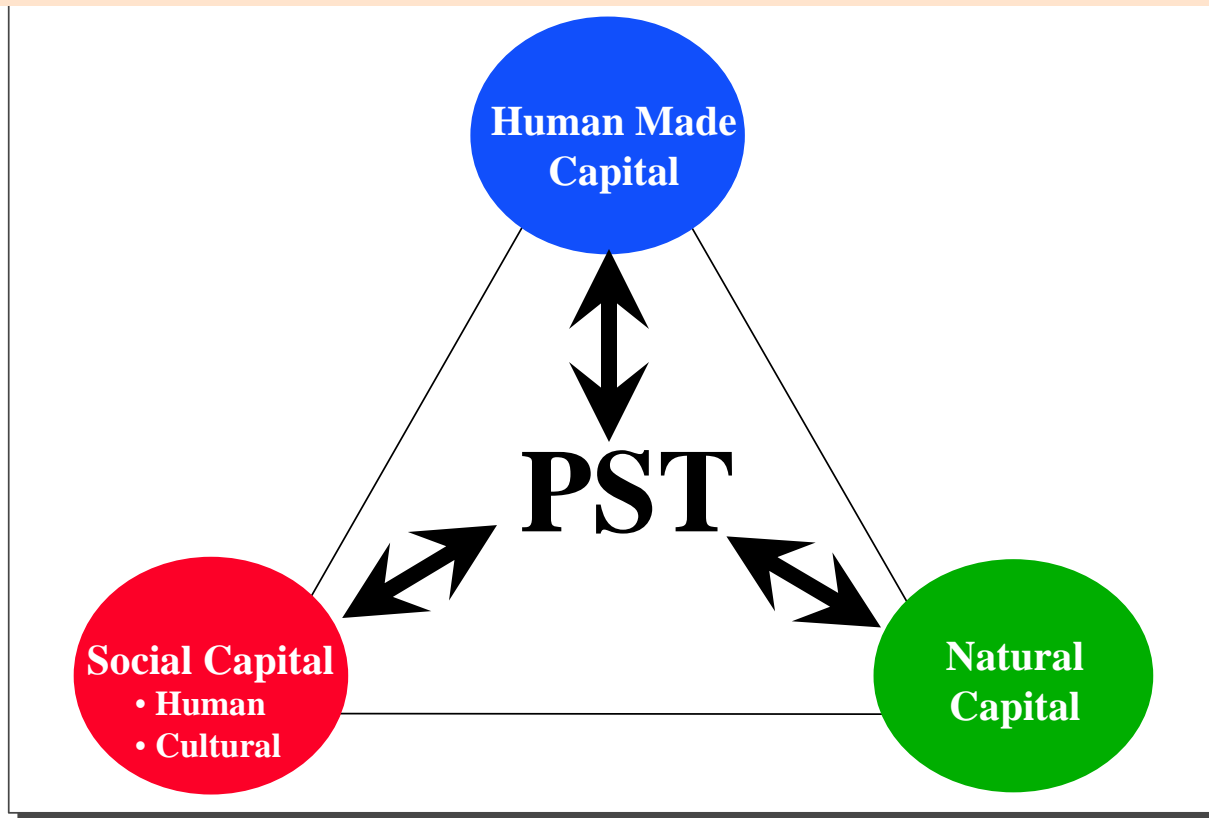 Human Made
Capital
PST
Social Capital
• Human
• Cultural
Natural
Capital